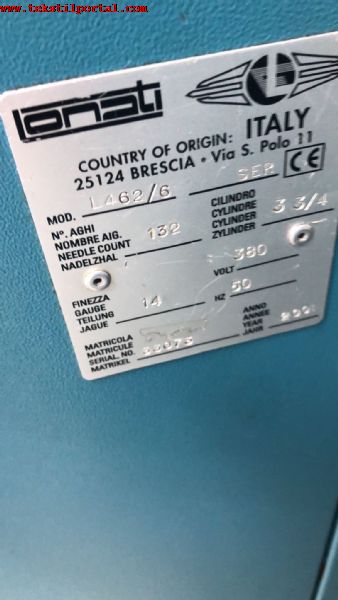 www.tekstilportal.com
Lonati
COUNTRY OF ORIGIN: ITALY
25124 BRESCIA • Via S. Polo 11
MOD. L462/6 SER CE
N°. AGHI 132 CILINDRO 3 3/4
NOMBRE AIG. CYLINDRE
NEEDLE COUNT CYLINDER
NADELZHAL ZYLINDER
380 VOLT
FINEZZA 14 50 HZ
GAUGE
TEILUNG
JAUGE
MATRICOLA ANNO
MATRICULE ANNEE
SERIAL. NO. YEAR
MATRIKEL JAHR